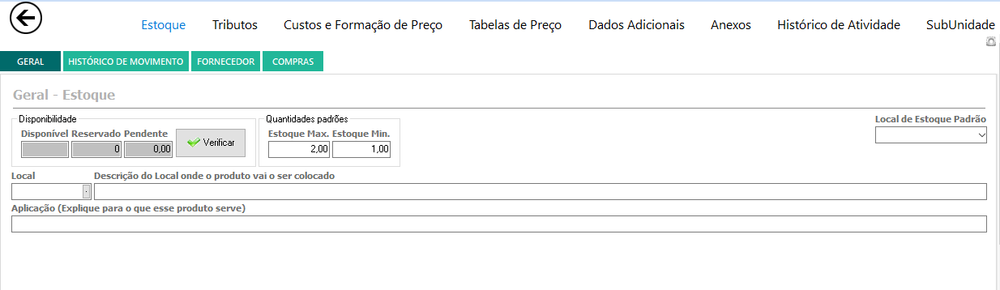 Estoque Tributos Custos e Formação de Preço Tabelas de Preço Dados Adicionais Anexos Histórico de Atividade SubUnidade
GERAL HISTÓRICO DE MOVIMENTO FORNECEDOR COMPRAS
Geral - Estoque
Disponibilidade Quantidades padrões
Local de Estoque Padrão
Disponível Reservado Pendente Estoque Max. Estoque Min.
0 0,00 Verificar 2,00 1,00
Local Descrição do Local onde o produto vai o ser colocado
Aplicação (Explique para o que esse produto serve)